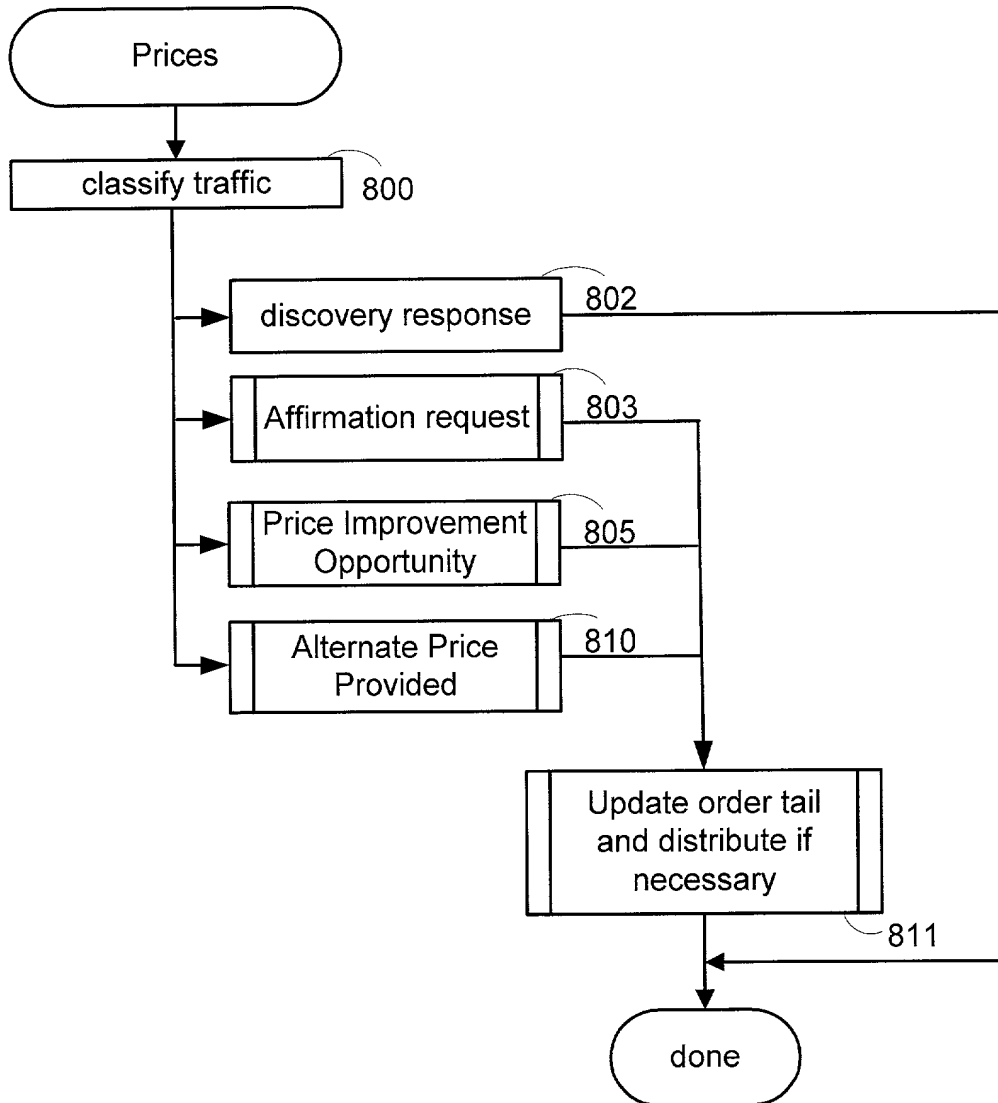 Prices
classify traffic
800
discovery response
802
Affirmation request
803
Price Improvement
Opportunity
805
Alternate Price
Provided
810
Update order tail
and distribute if
necessary
811
done